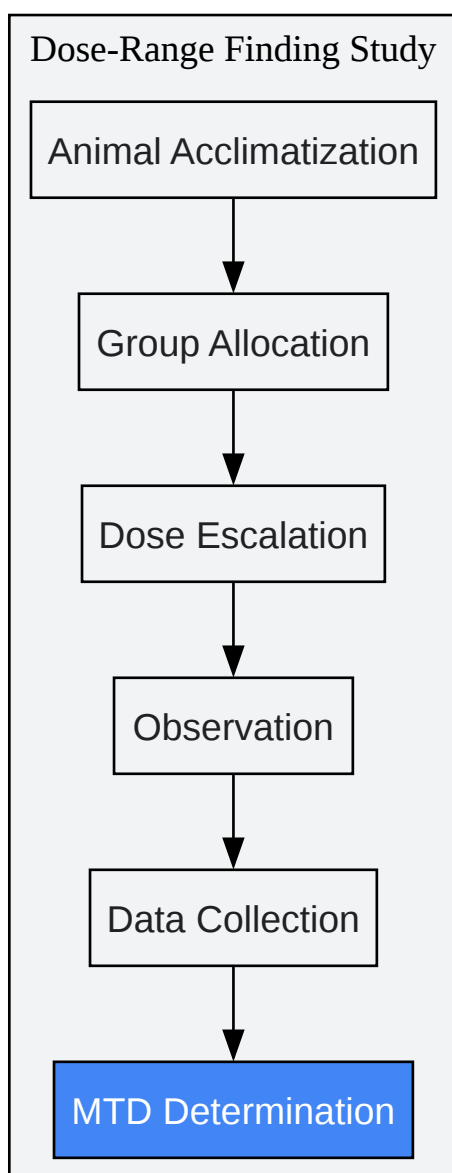 Dose-Range Finding Study
Animal Acclimatization
Group Allocation
Dose Escalation
Observation
Data Collection
MTD Determination